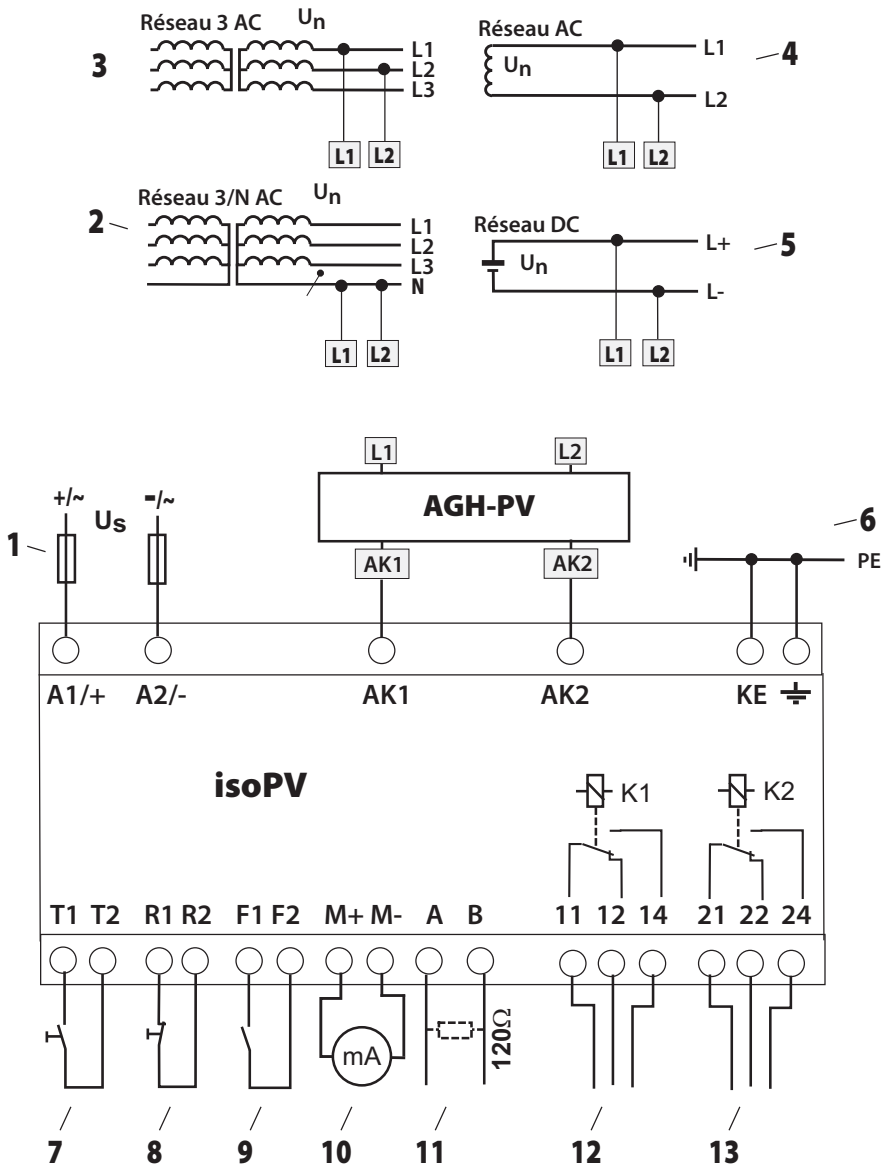 Réseau 3 AC Un
3
L1
L2
L3
L1 L2
Réseau AC
Un
L1
L2
4
L1 L2
Réseau 3/N AC Un
2
L1
L2
L3
N
L1 L2
Réseau DC
Un
L+
L-
5
L1 L2
L1 L2
AGH-PV
AK1 AK2
+/~ -/~
Us
1
6
PE
A1/+ A2/- AK1 AK2 KE
isoPV
K1 K2
T1 T2 R1 R2 F1 F2 M+ M- A B 11 12 14 21 22 24
mA
120Ω
7 8 9 10 11 12 13